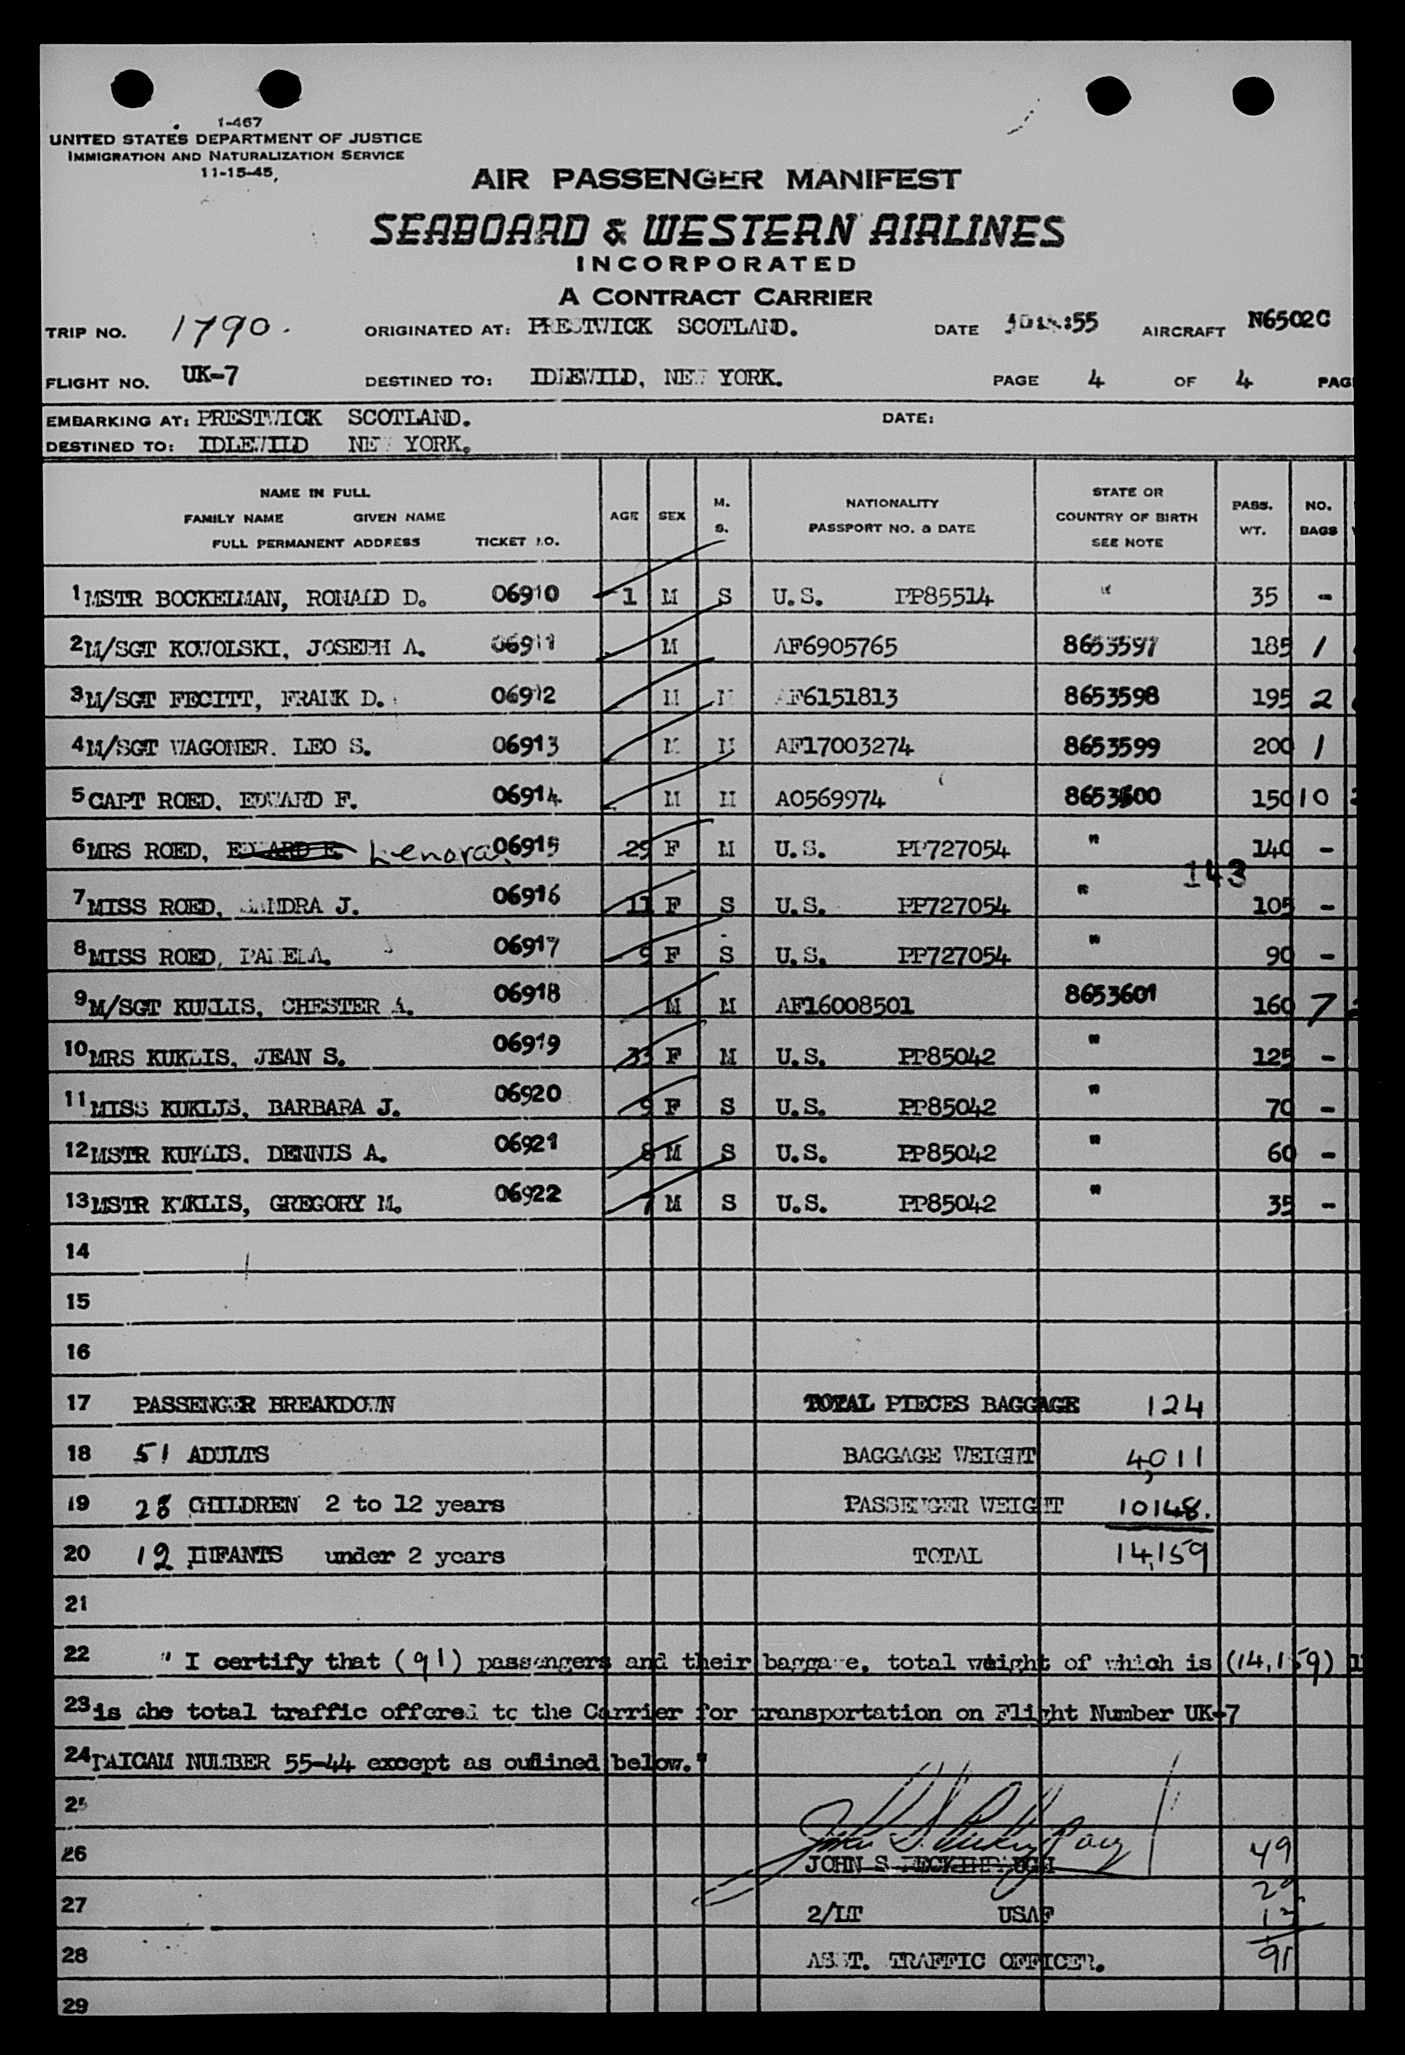 1-467
UNITED STATES DEPARTMENT OF JUSTICE
IMMIGRATION AND NATURALIZATION SERVICE
11-15-45
AIR PASSENGER MANIFEST
SEABOARD & WESTERN AIRLINES
INCORPORATED
A CONTRACT CARRIER
TRIP NO. 1790. ORIGINATED AT: PRESTWICK SCOTLAND. DATE :55 AIRCRAFT N6502C
FLIGHT NO. UK-7 DESTINED TO: IDLEWILD, NEW YORK. PAGE 4 OF 4 PAG
EMBARKING AT: PRESTWICK SCOTLAND. DATE:
DESTINED TO: IDLEWILD NEW YORK.
NAME IN FULL
FAMILY NAME GIVEN NAME
FULL PERMANENT ADDRESS TICKET NO. AGE SEX M. S. NATIONALITY PASSPORT NO. & DATE STATE OR COUNTRY OF BIRTH SEE NOTE PASS. WT. NO. BAGS
1 MSTR BOCKELMAN, RONALD D. 06910 1 M S U.S. PP85514 " 35 -
2 M/SGT KOWOLSKI, JOSEPH A. 06911 M AF6905765 8653597 185 1
3 M/SGT FECITT, FRANK D. 06912 M M AF6151813 8653598 195 2
4 M/SGT WAGONER. LEO S. 06913 M M AF17003274 8653599 200 1
5 CAPT ROED. EDWARD F. 06914 M M AO569974 8653600 150 10
6 MRS ROED, EDWARD F. Lenora. 06915 29 F M U.S. PP727054 " 140 -
143
7 MISS ROED, SANDRA J. 06916 11 F S U.S. PP727054 " 105 -
8 MISS ROED, PAMELA. 06917 9 F S U.S. PP727054 " 90 -
9 M/SGT KUKLIS, CHESTER A. 06918 M M AF16008501 8653601 160 7
10 MRS KUKLIS, JEAN S. 06919 33 F M U.S. PP85042 " 125 -
11 MISS KUKLIS, BARBARA J. 06920 9 F S U.S. PP85042 " 70 -
12 MSTR KUKLIS. DENNIS A. 06921 8 M S U.S. PP85042 " 60 -
13 MSTR KUKLIS, GREGORY M. 06922 7 M S U.S. PP85042 " 35 -
14
15
16
17 PASSENGER BREAKDOWN TOTAL PIECES BAGGAGE 124
18 51 ADULTS BAGGAGE WEIGHT 4,011
19 28 CHILDREN 2 to 12 years PASSENGER WEIGHT 10148.
20 12 INFANTS under 2 years TOTAL 14,159
21
22 " I certify that (91) passengers and their baggage, total weight of which is (14,159)
23 is the total traffic offered to the Carrier for transportation on Flight Number UK-7
24 TAICAM NUMBER 55-44 except as outlined below."
25
26 JOHN S PECKINPAUGH 49
27 2/LT USAF
28 ASST. TRAFFIC OFFICER. 91
29